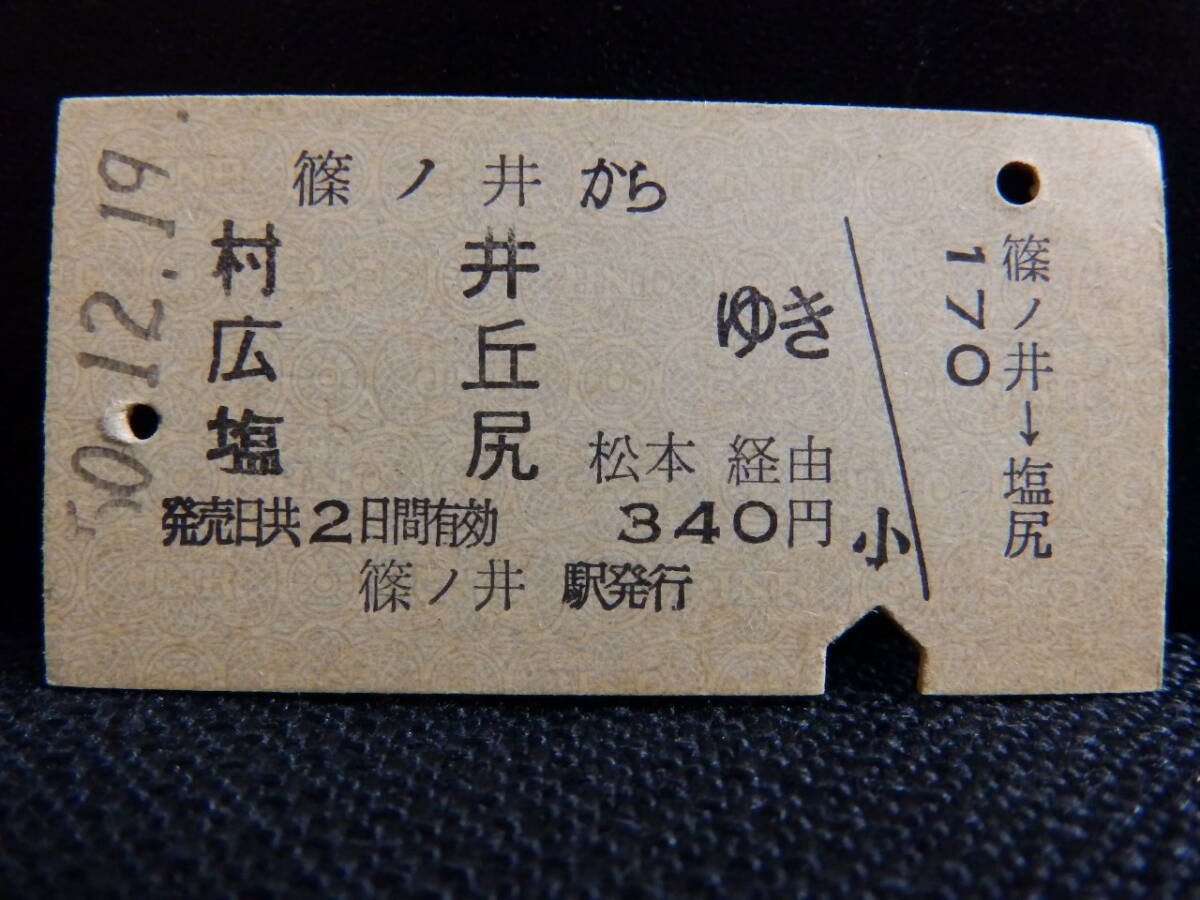 50.12.19.
篠ノ井から
村井
広丘 ゆき
塩尻 松本 経由
発売日共2日間有効 340円
篠ノ井 駅発行
小
篠ノ井→塩尻
170